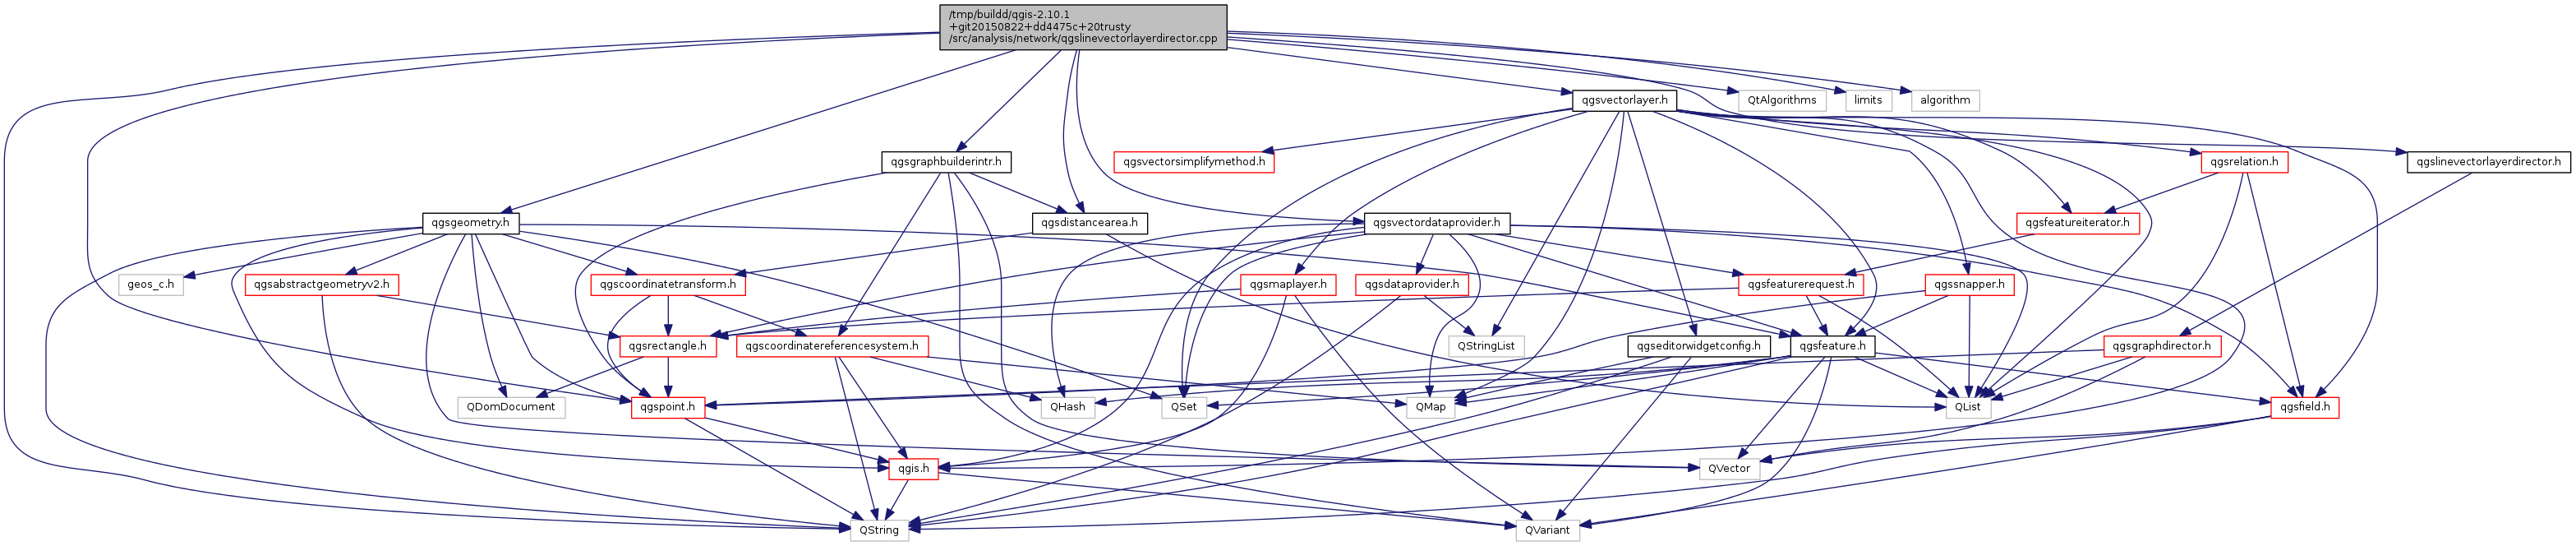 /tmp/buildd/qgis-2.10.1
+git20150822+dd4475c+20trusty
/src/analysis/network/qgslinevectorlayerdirector.cpp
qgsvectorlayer.h
QtAlgorithms
limits
algorithm
qgsgraphbuilderintr.h
qgsvectorsimplifymethod.h
qgsrelation.h
qgslinevectorlayerdirector.h
qgsgeometry.h
qgsdistancearea.h
qgsvectordataprovider.h
qgsfeatureiterator.h
geos_c.h
qgsabstractgeometryv2.h
qgscoordinatetransform.h
qgsmaplayer.h
qgsdataprovider.h
qgsfeaturerequest.h
qgssnapper.h
qgsrectangle.h
qgscoordinatereferencesystem.h
QStringList
qgseditorwidgetconfig.h
qgsfeature.h
qgsgraphdirector.h
QDomDocument
qgspoint.h
QHash
QSet
QMap
QList
qgsfield.h
qgis.h
QVector
QString
QVariant